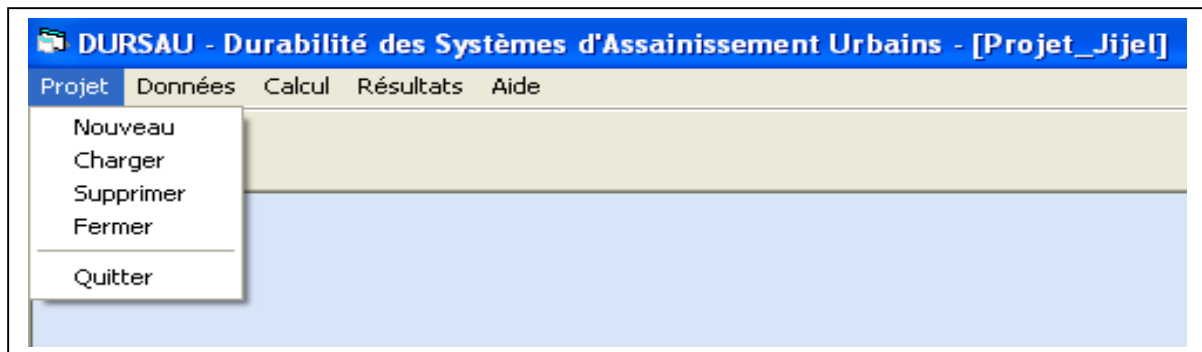 DURSAU - Durabilité des Systèmes d'Assainissement Urbains - [Projet_Jijel]
Projet Données Calcul Résultats Aide
Nouveau
Charger
Supprimer
Fermer
Quitter